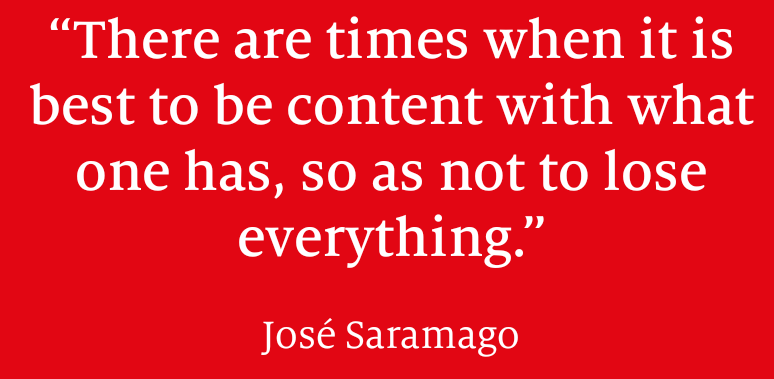 “There are times when it is
best to be content with what
one has, so as not to lose
everything.”
José Saramago